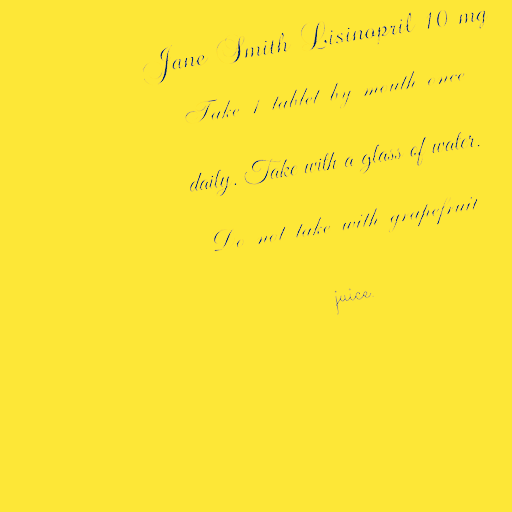 Jane Smith Lisinopril 10 mg
Take 1 tablet by mouth once
daily. Take with a glass of water.
Do not take with grapefruit
juice.